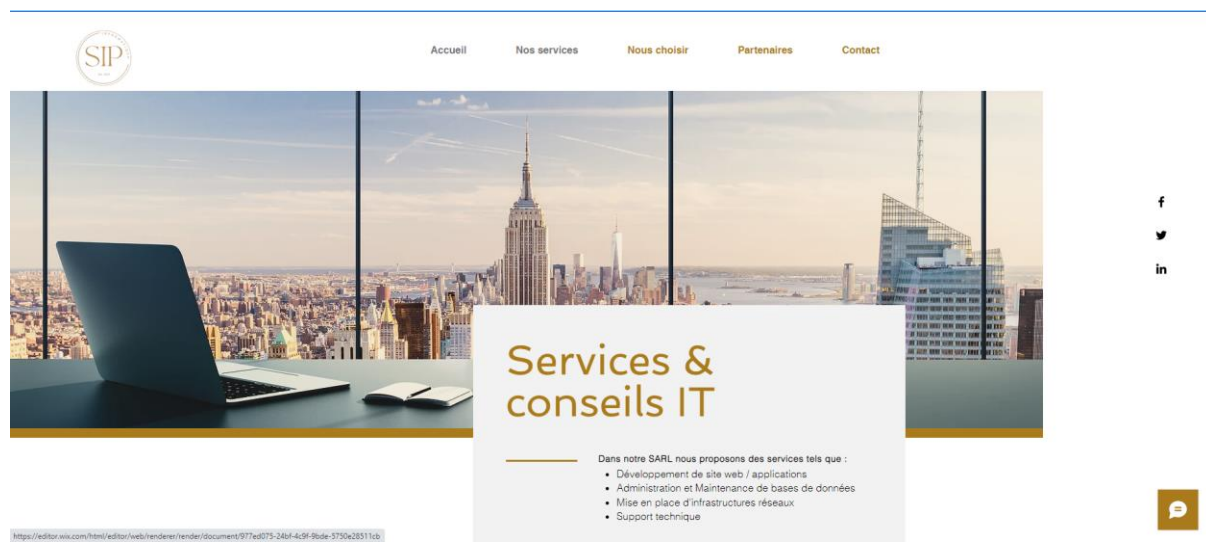 SIP
Accueil Nos services Nous choisir Partenaires Contact
f
in
Services &
conseils IT
Dans notre SARL nous proposons des services tels que :
• Développement de site web / applications
• Administration et Maintenance de bases de données
• Mise en place d'infrastructures réseaux
• Support technique
https://editor.wix.com/html/editor/web/renderer/render/document/977ed075-24bf-4c9f-9bde-5750e28511cb